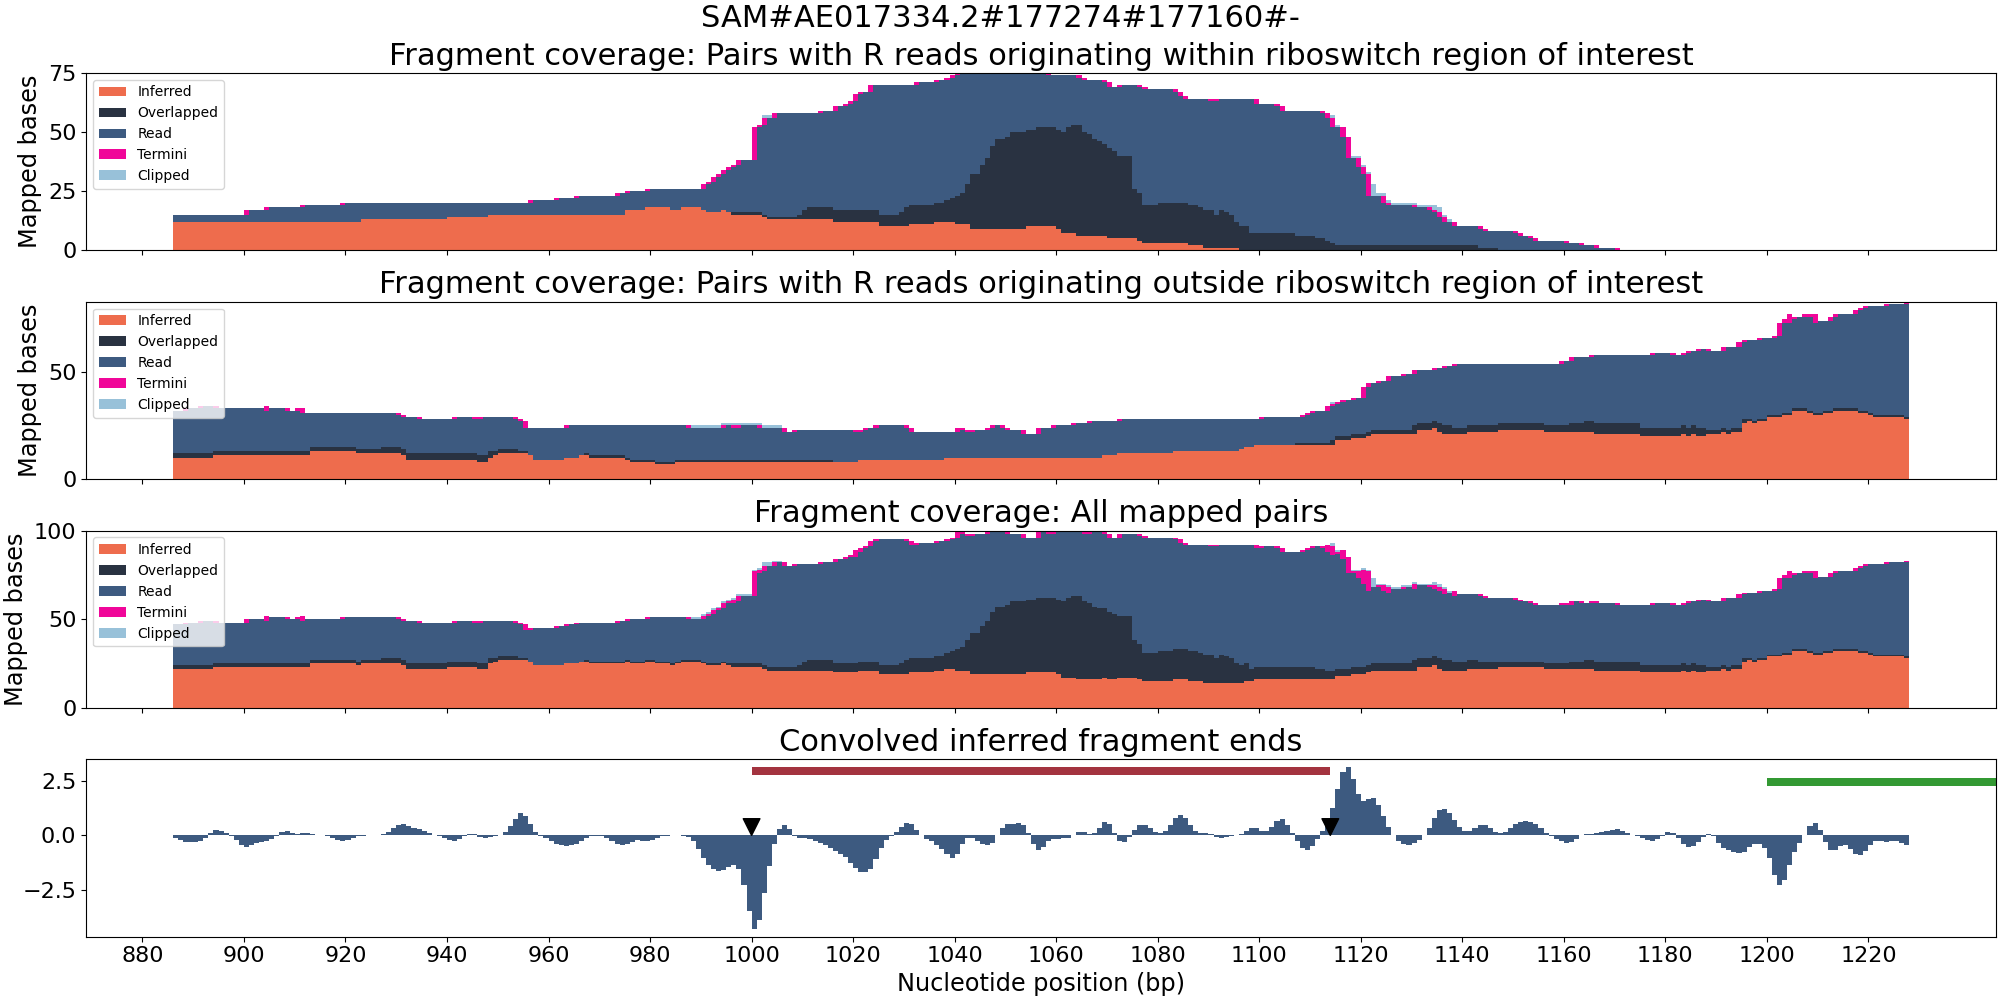 SAM#AE017334.2#177274#177160#-
Fragment coverage: Pairs with R reads originating within riboswitch region of interest
Mapped bases
75
50
25
0
Inferred
Overlapped
Read
Termini
Clipped
Fragment coverage: Pairs with R reads originating outside riboswitch region of interest
Mapped bases
50
0
Inferred
Overlapped
Read
Termini
Clipped
Fragment coverage: All mapped pairs
Mapped bases
100
50
0
Inferred
Overlapped
Read
Termini
Clipped
Convolved inferred fragment ends
2.5
0.0
−2.5
880 900 920 940 960 980 1000 1020 1040 1060 1080 1100 1120 1140 1160 1180 1200 1220
Nucleotide position (bp)